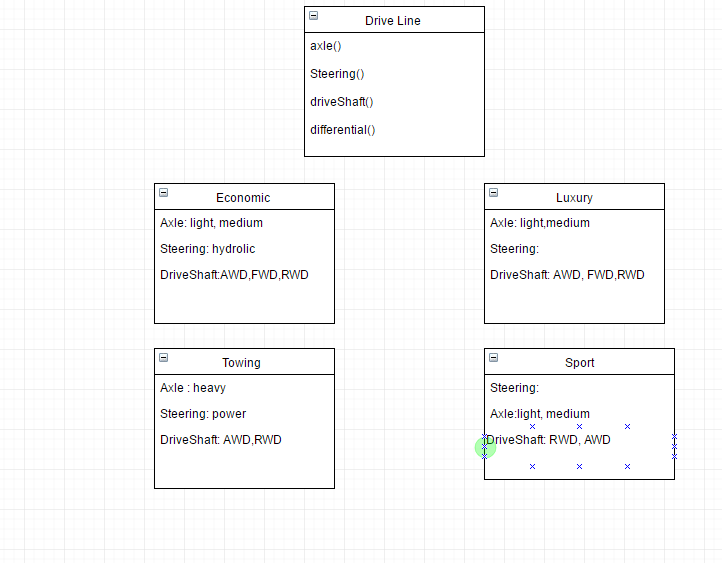 Drive Line
axle()
Steering()
driveShaft()
differential()
Economic
Axle: light, medium
Steering: hydrolic
DriveShaft:AWD,FWD,RWD
Luxury
Axle: light,medium
Steering:
DriveShaft: AWD, FWD,RWD
Towing
Axle : heavy
Steering: power
DriveShaft: AWD,RWD
Sport
Steering:
Axle:light, medium
DriveShaft: RWD, AWD